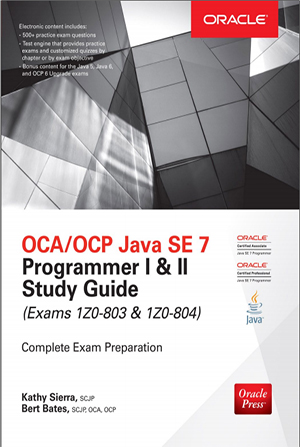 ORACLE
Electronic content includes:
• 500+ practice exam questions
• Test engine that provides practice
exams and customized quizzes by
chapter or by exam objective
• Bonus content for the Java 5, Java 6,
and OCP 6 Upgrade exams
OCA/OCP Java SE 7
Programmer I & II
Study Guide
(Exams 1Z0-803 & 1Z0-804)
Complete Exam Preparation
ORACLE
Certified Associate
Java SE 7 Programmer
ORACLE
Certified Professional
Java SE 7 Programmer
Java
Kathy Sierra, SCJP
Bert Bates, SCJP, OCA, OCP
Oracle
Press